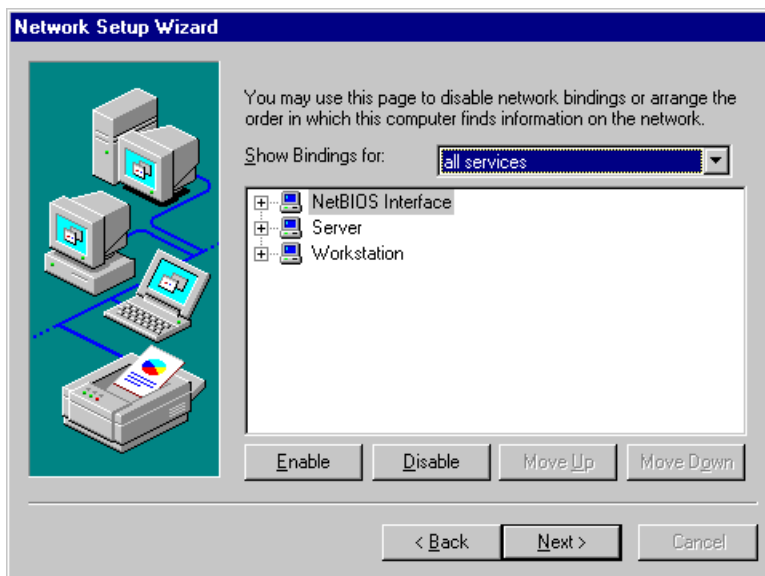 Network Setup Wizard
You may use this page to disable network bindings or arrange the
order in which this computer finds information on the network.
Show Bindings for: all services
NetBIOS Interface
Server
Workstation
Enable Disable Move Up Move Down
< Back Next > Cancel